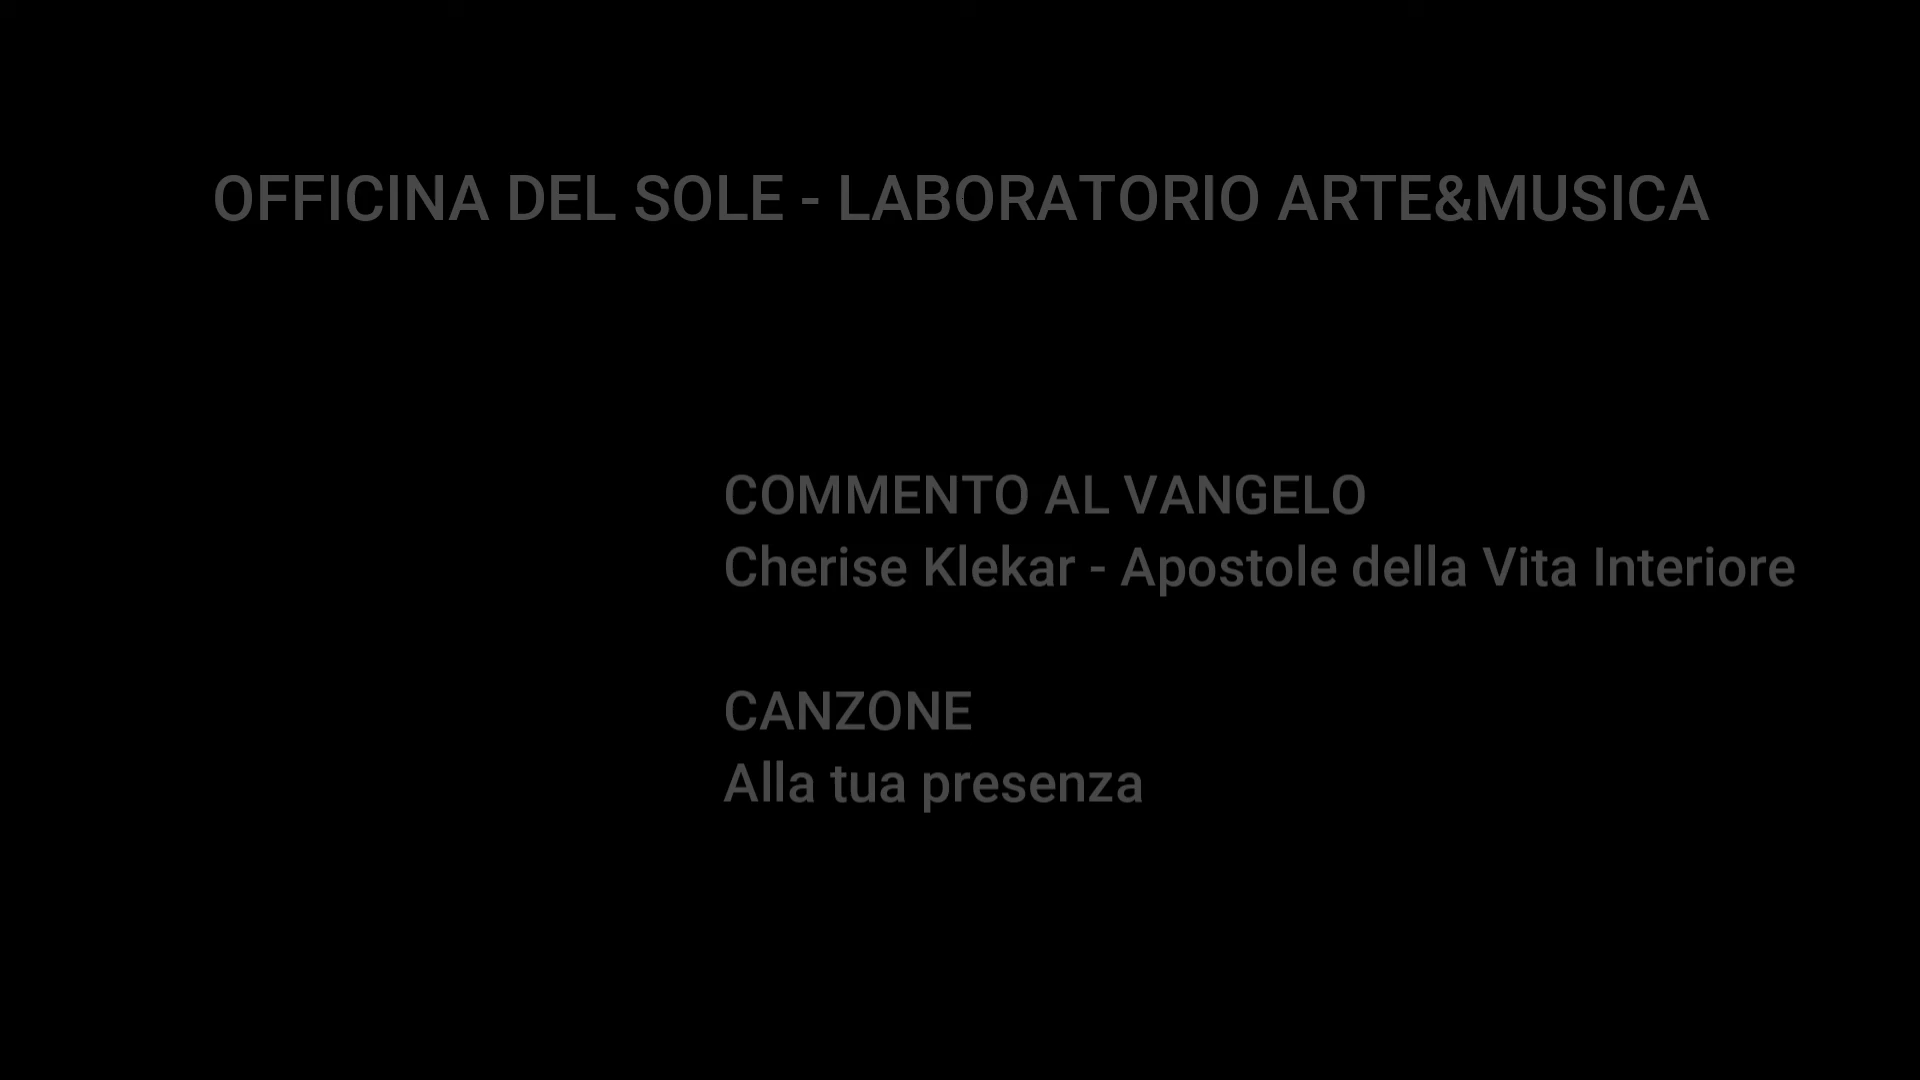 OFFICINA DEL SOLE - LABORATORIO ARTE&MUSICA
COMMENTO AL VANGELO
Cherise Klekar - Apostole della Vita Interiore
CANZONE
Alla tua presenza